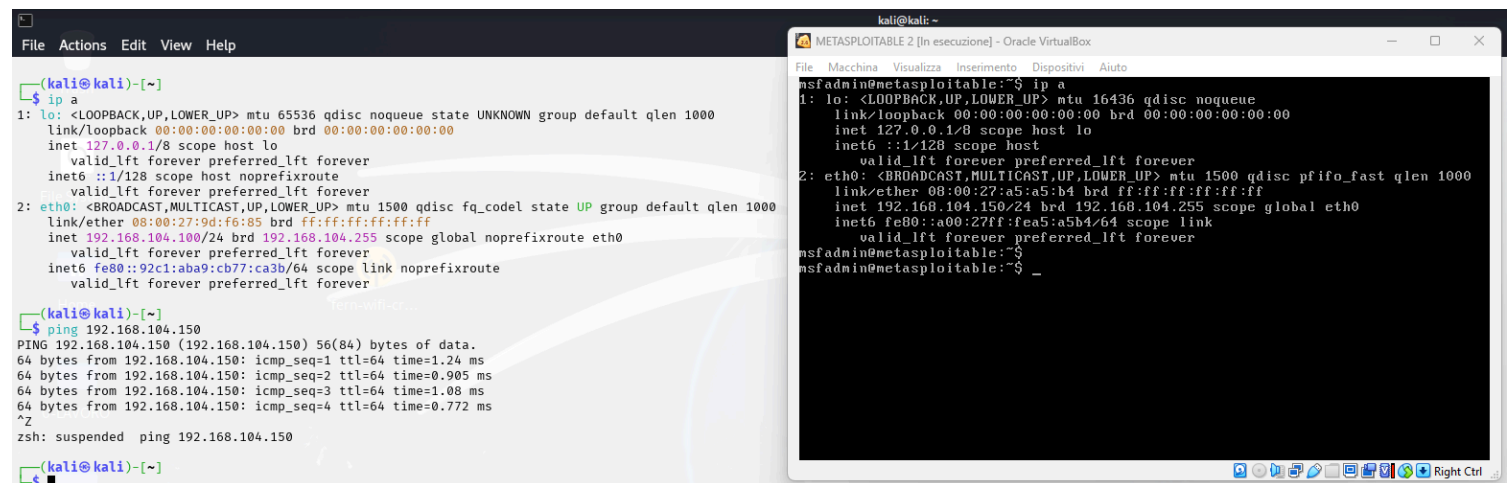 kali@kali: ~
File Actions Edit View Help
┌──(kali㉿kali)-[~]
└─$ ip a
1: lo: <LOOPBACK,UP,LOWER_UP> mtu 65536 qdisc noqueue state UNKNOWN group default qlen 1000
    link/loopback 00:00:00:00:00:00 brd 00:00:00:00:00:00
    inet 127.0.0.1/8 scope host lo
       valid_lft forever preferred_lft forever
    inet6 ::1/128 scope host noprefixroute
       valid_lft forever preferred_lft forever
2: eth0: <BROADCAST,MULTICAST,UP,LOWER_UP> mtu 1500 qdisc fq_codel state UP group default qlen 1000
    link/ether 08:00:27:9d:f6:85 brd ff:ff:ff:ff:ff:ff
    inet 192.168.104.100/24 brd 192.168.104.255 scope global noprefixroute eth0
       valid_lft forever preferred_lft forever
    inet6 fe80::92c1:aba9:cb77:ca3b/64 scope link noprefixroute
       valid_lft forever preferred_lft forever
┌──(kali㉿kali)-[~]
└─$ ping 192.168.104.150
PING 192.168.104.150 (192.168.104.150) 56(84) bytes of data.
64 bytes from 192.168.104.150: icmp_seq=1 ttl=64 time=1.24 ms
64 bytes from 192.168.104.150: icmp_seq=2 ttl=64 time=0.905 ms
64 bytes from 192.168.104.150: icmp_seq=3 ttl=64 time=1.08 ms
64 bytes from 192.168.104.150: icmp_seq=4 ttl=64 time=0.772 ms
^Z
zsh: suspended  ping 192.168.104.150
┌──(kali㉿kali)-[~]
└─$
METASPLOITABLE 2 [In esecuzione] - Oracle VirtualBox
File Macchina Visualizza Inserimento Dispositivi Aiuto
msfadmin@metasploitable:~$ ip a
1: lo: <LOOPBACK,UP,LOWER_UP> mtu 16436 qdisc noqueue
    link/loopback 00:00:00:00:00:00 brd 00:00:00:00:00:00
    inet 127.0.0.1/8 scope host lo
    inet6 ::1/128 scope host
       valid_lft forever preferred_lft forever
2: eth0: <BROADCAST,MULTICAST,UP,LOWER_UP> mtu 1500 qdisc pfifo_fast qlen 1000
    link/ether 08:00:27:a5:a5:b4 brd ff:ff:ff:ff:ff:ff
    inet 192.168.104.150/24 brd 192.168.104.255 scope global eth0
    inet6 fe80::a00:27ff:fea5:a5b4/64 scope link
       valid_lft forever preferred_lft forever
msfadmin@metasploitable:~$
msfadmin@metasploitable:~$ _
Right Ctrl